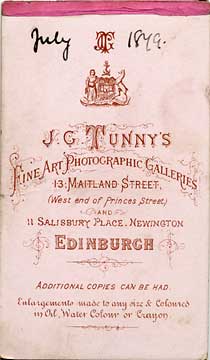 July 1879.
J. G. TUNNY'S
FINE ART PHOTOGRAPHIC GALLERIES
13, MAITLAND STREET,
(West end of Princes Street)
AND
11 SALISBURY PLACE, NEWINGTON
EDINBURGH
ADDITIONAL COPIES CAN BE HAD.
Enlargements made to any size & Coloured
in Oil, Water Colour or Crayon.